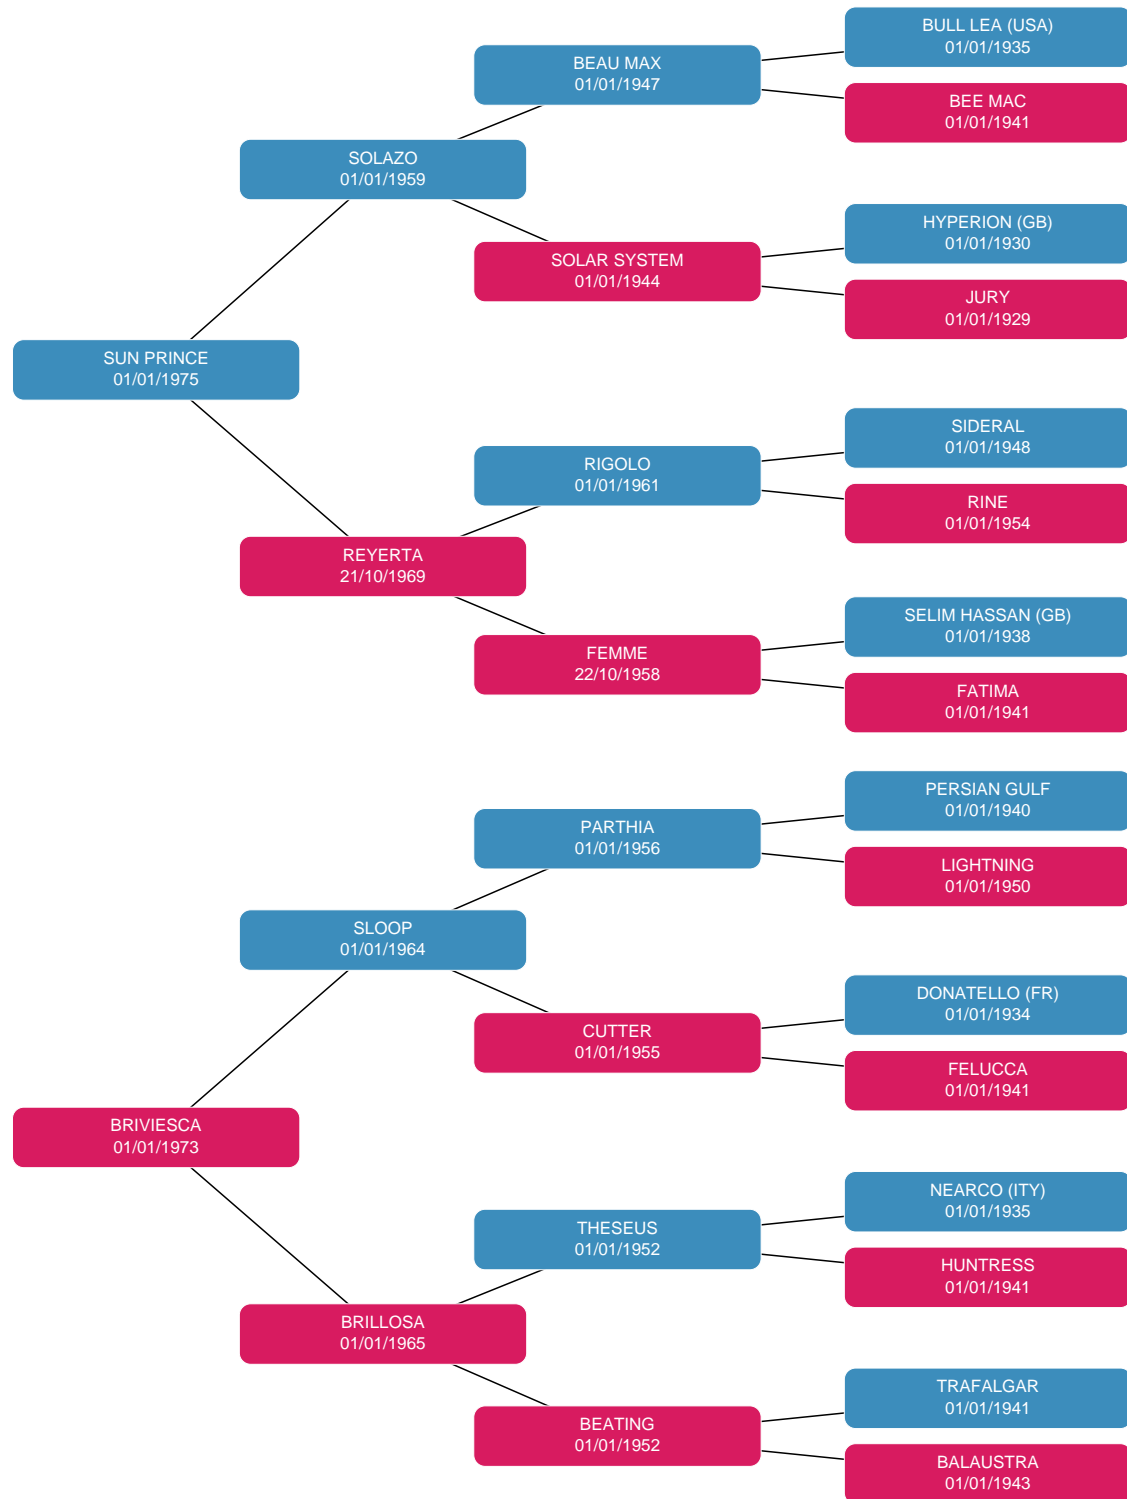 BULL LEA (USA)
01/01/1935
BEAU MAX
01/01/1947
BEE MAC
01/01/1941
SOLAZO
01/01/1959
HYPERION (GB)
01/01/1930
SOLAR SYSTEM
01/01/1944
JURY
01/01/1929
SUN PRINCE
01/01/1975
SIDERAL
01/01/1948
RIGOLO
01/01/1961
RINE
01/01/1954
REYERTA
21/10/1969
SELIM HASSAN (GB)
01/01/1938
FEMME
22/10/1958
FATIMA
01/01/1941
PERSIAN GULF
01/01/1940
PARTHIA
01/01/1956
LIGHTNING
01/01/1950
SLOOP
01/01/1964
DONATELLO (FR)
01/01/1934
CUTTER
01/01/1955
FELUCCA
01/01/1941
BRIVIESCA
01/01/1973
NEARCO (ITY)
01/01/1935
THESEUS
01/01/1952
HUNTRESS
01/01/1941
BRILLOSA
01/01/1965
TRAFALGAR
01/01/1941
BEATING
01/01/1952
BALAUSTRA
01/01/1943